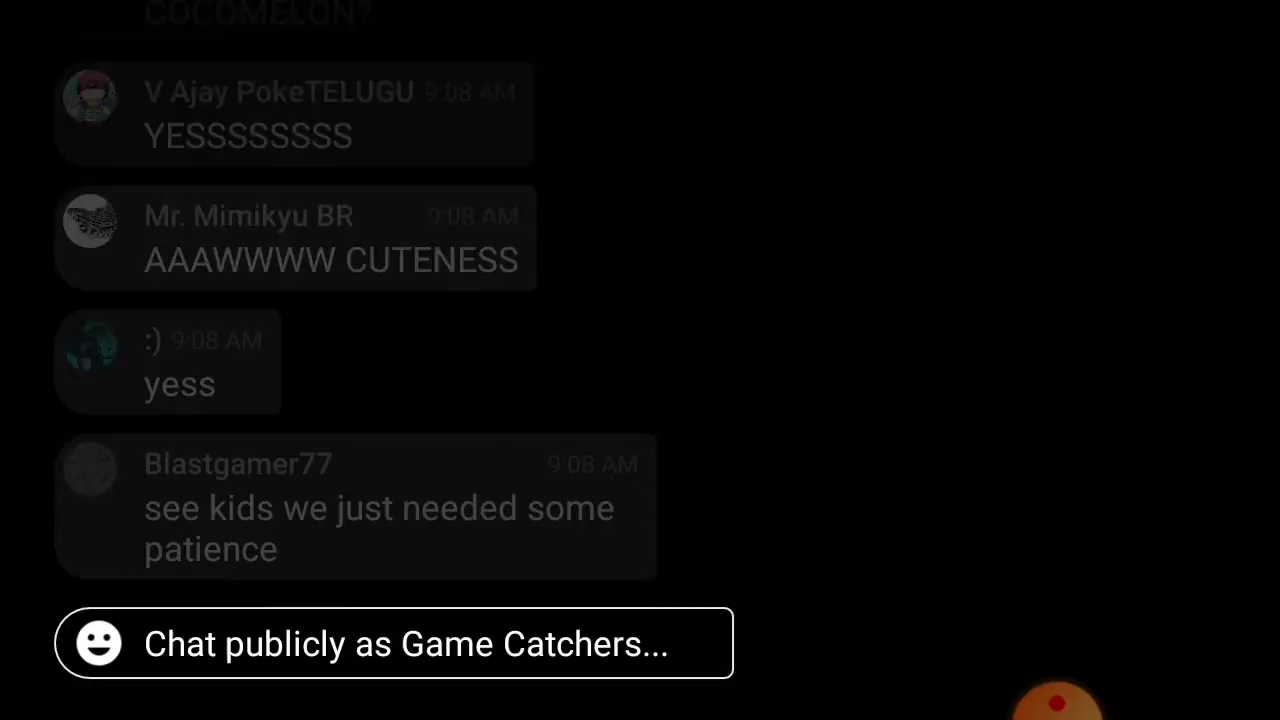 COCOMELON?
V Ajay PokeTELUGU 9:08 AM
YESSSSSSSS
Mr. Mimikyu BR 9:08 AM
AAAWWWW CUTENESS
:) 9:08 AM
yess
Blastgamer77 9:08 AM
see kids we just needed some
patience
Chat publicly as Game Catchers...